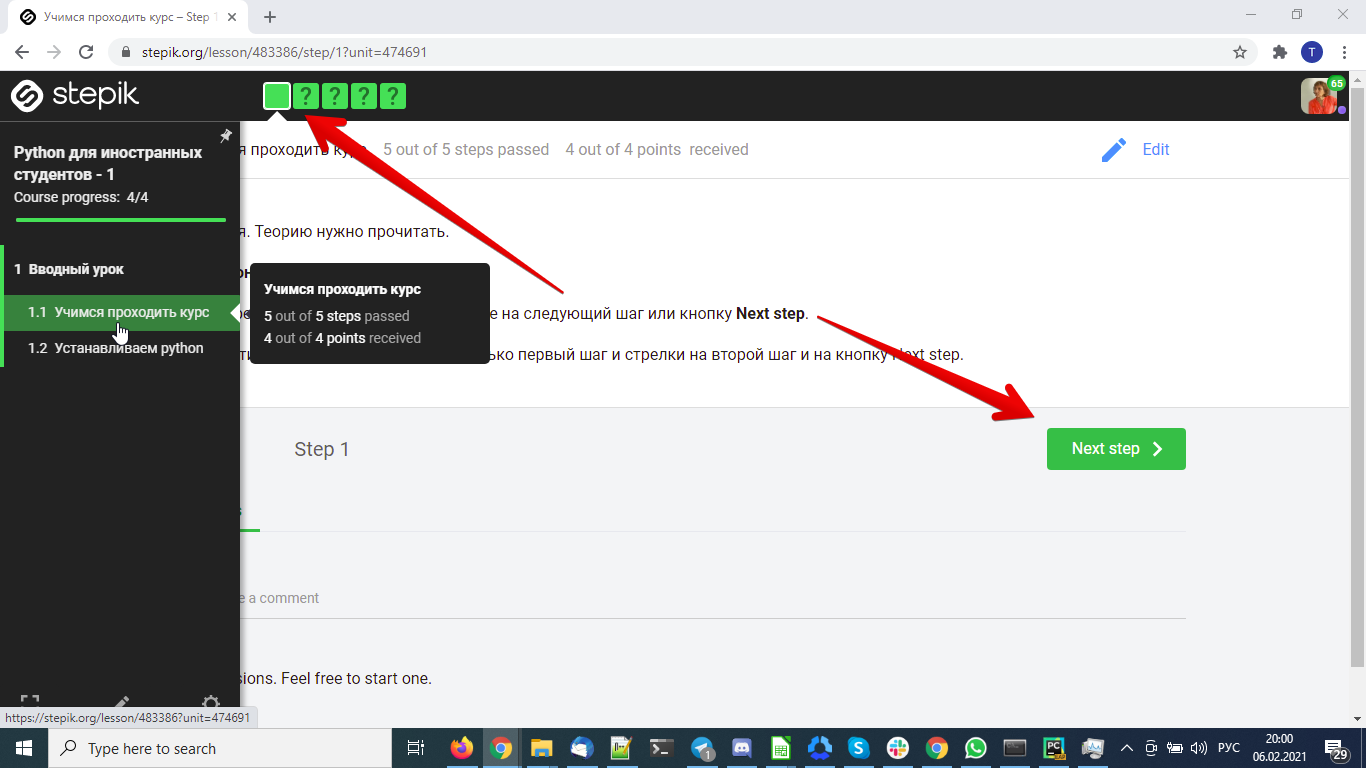 Учимся проходить курс – Step 1
stepik.org/lesson/483386/step/1?unit=474691
T
stepik
? ? ? ?
65
Python для иностранных
студентов - 1
Course progress: 4/4
я проходить курс 5 out of 5 steps passed 4 out of 4 points received
Edit
я. Теорию нужно прочитать.
1 Вводный урок
1.1 Учимся проходить курс
1.2 Устанавливаем python
Учимся проходить курс
5 out of 5 steps passed
4 out of 4 points received
е на следующий шаг или кнопку Next step.
ько первый шаг и стрелки на второй шаг и на кнопку Next step.
Step 1
Next step
e a comment
sions. Feel free to start one.
https://stepik.org/lesson/483386?unit=474691
Type here to search
1
PC
РУС
20:00
06.02.2021
29